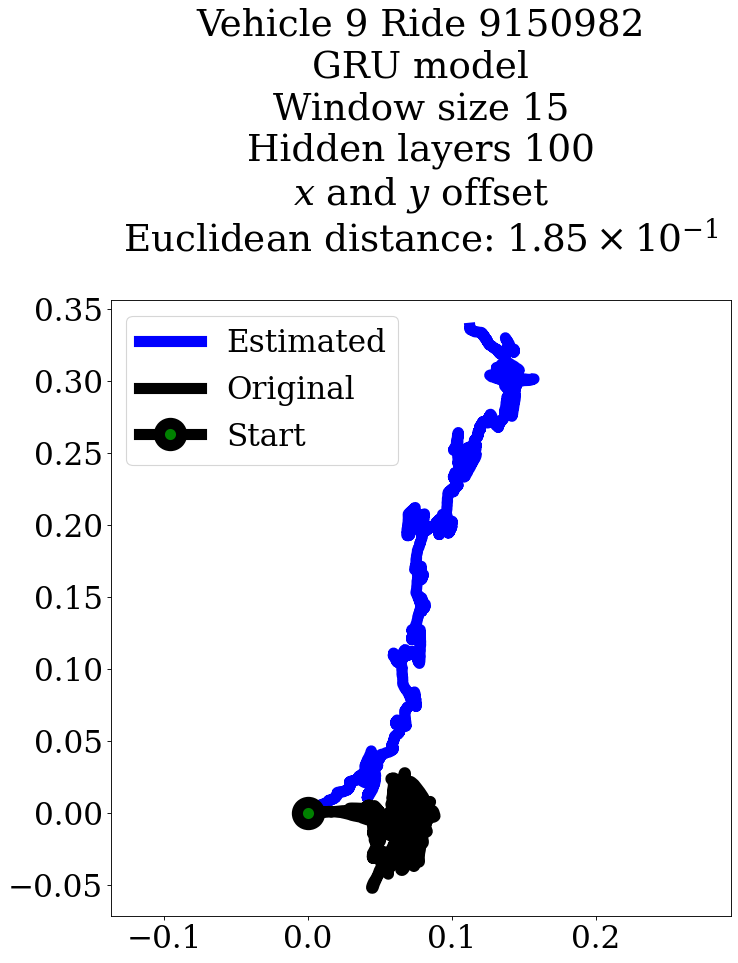 Vehicle 9 Ride 9150982
GRU model
Window size 15
Hidden layers 100
x and y offset
Euclidean distance: 1.85 × 10⁻¹
0.35
0.30
0.25
0.20
0.15
0.10
0.05
0.00
−0.05
Estimated
Original
Start
−0.1
0.0
0.1
0.2